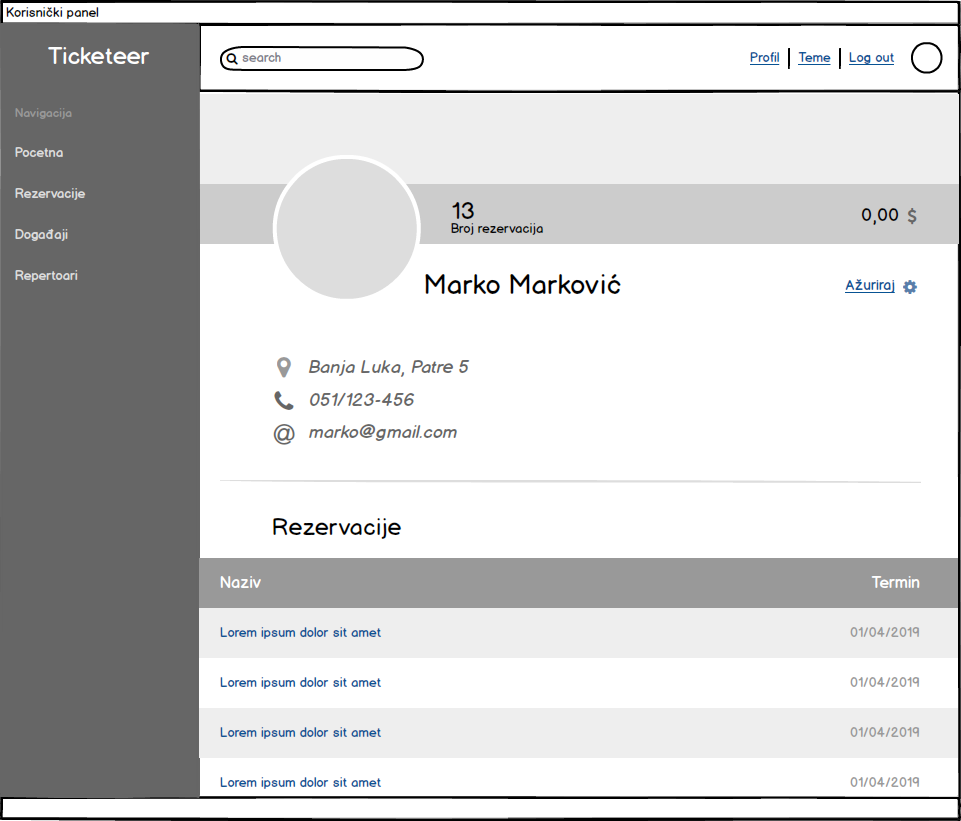 Korisnički panel
Ticketeer
search
Profil
Teme
Log out
Navigacija
Pocetna
Rezervacije
Događaji
Repertoari
13
Broj rezervacija
0,00 $
Marko Marković
Ažuriraj
Banja Luka, Patre 5
051/123-456
marko@gmail.com
Rezervacije
Naziv Termin
Lorem ipsum dolor sit amet 01/04/2019
Lorem ipsum dolor sit amet 01/04/2019
Lorem ipsum dolor sit amet 01/04/2019
Lorem ipsum dolor sit amet 01/04/2019